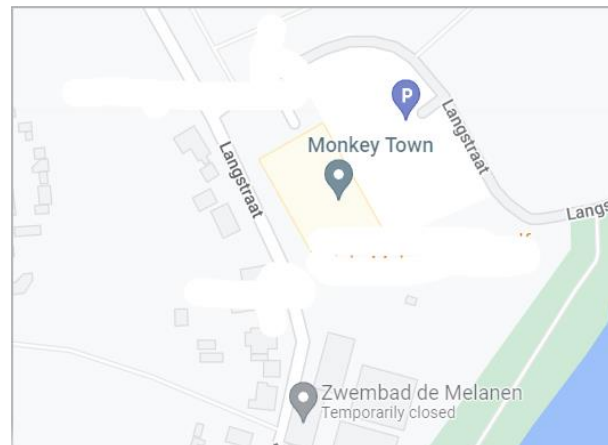 P
Langstraat
Monkey Town
Langstraat
Langs
Zwembad de Melanen
Temporarily closed